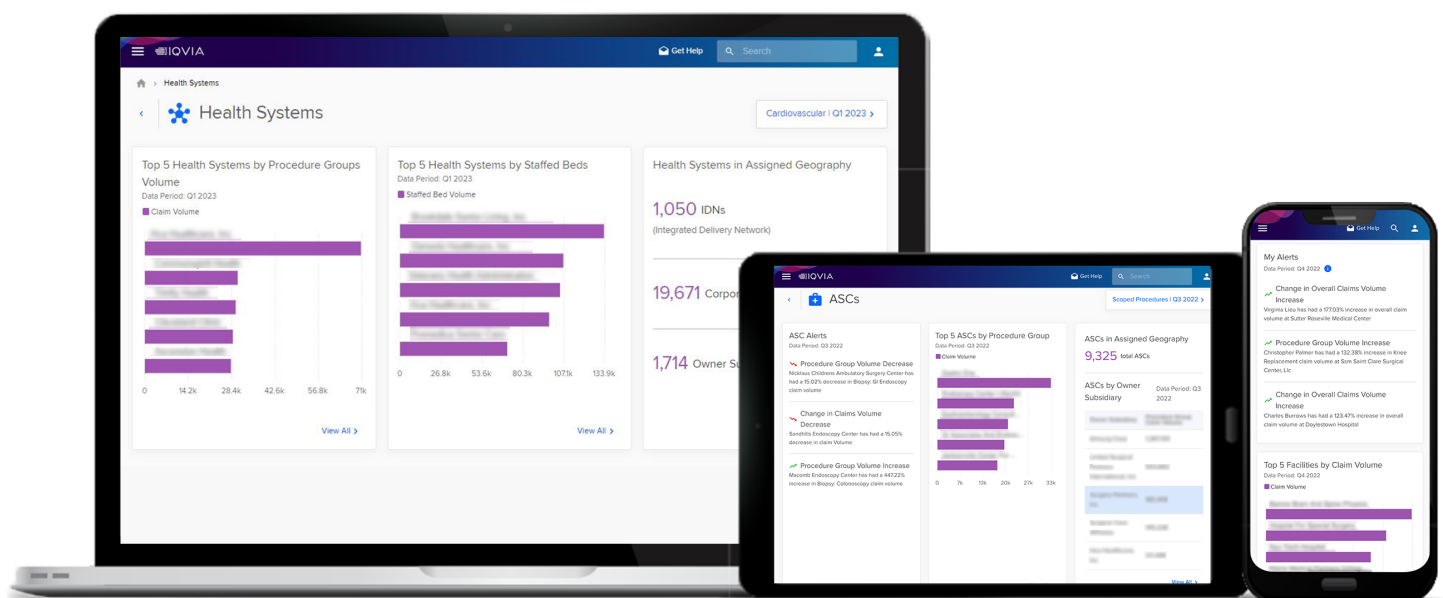 IQVIA
Get Help
Search
Health Systems
Health Systems
Cardiovascular | Q1 2023 >
Top 5 Health Systems by Procedure Groups
Volume
Data Period: Q1 2023
Claim Volume
0 14.2k 28.4k 42.6k 56.8k 71k
View All >
Top 5 Health Systems by Staffed Beds
Data Period: Q1 2023
Staffed Bed Volume
0 26.8k 53.6k 80.3k 107.1k 133.9k
View All >
Health Systems in Assigned Geography
1,050 IDNs
(Integrated Delivery Network)
19,671 Corpor
1,714 Owner Su
IQVIA
Get Help
Search
ASCs
Scoped Procedures | Q3 2022 >
ASC Alerts
Data Period: Q3 2022
Procedure Group Volume Decrease
Nicklaus Childrens Ambulatory Surgery Center has
had a 15.02% decrease in Biopsy: GI Endoscopy
claim volume
Change in Claims Volume
Decrease
Sandhills Endoscopy Center has had a 15.05%
decrease in claim Volume
Procedure Group Volume Increase
Macomb Endoscopy Center has had a 447.22%
increase in Biopsy: Colonoscopy claim volume
Top 5 ASCs by Procedure Group
Data Period: Q3 2022
Claim Volume
0 7k 13k 20k 27k 33k
ASCs in Assigned Geography
9,325 total ASCs
ASCs by Owner
Subsidiary
Data Period: Q3
2022
View All >
Get Help
My Alerts
Data Period: Q4 2022
Change in Overall Claims Volume
Increase
Virginia Lieu has had a 177.03% increase in overall claim
volume at Sutter Roseville Medical Center
Procedure Group Volume Increase
Christopher Palmer has had a 132.38% increase in Knee
Replacement claim volume at Ssm Saint Clare Surgical
Center, Llc
Change in Overall Claims Volume
Increase
Charles Burrows has had a 123.47% increase in overall
claim volume at Doylestown Hospital
Top 5 Facilities by Claim Volume
Data Period: Q4 2022
Claim Volume